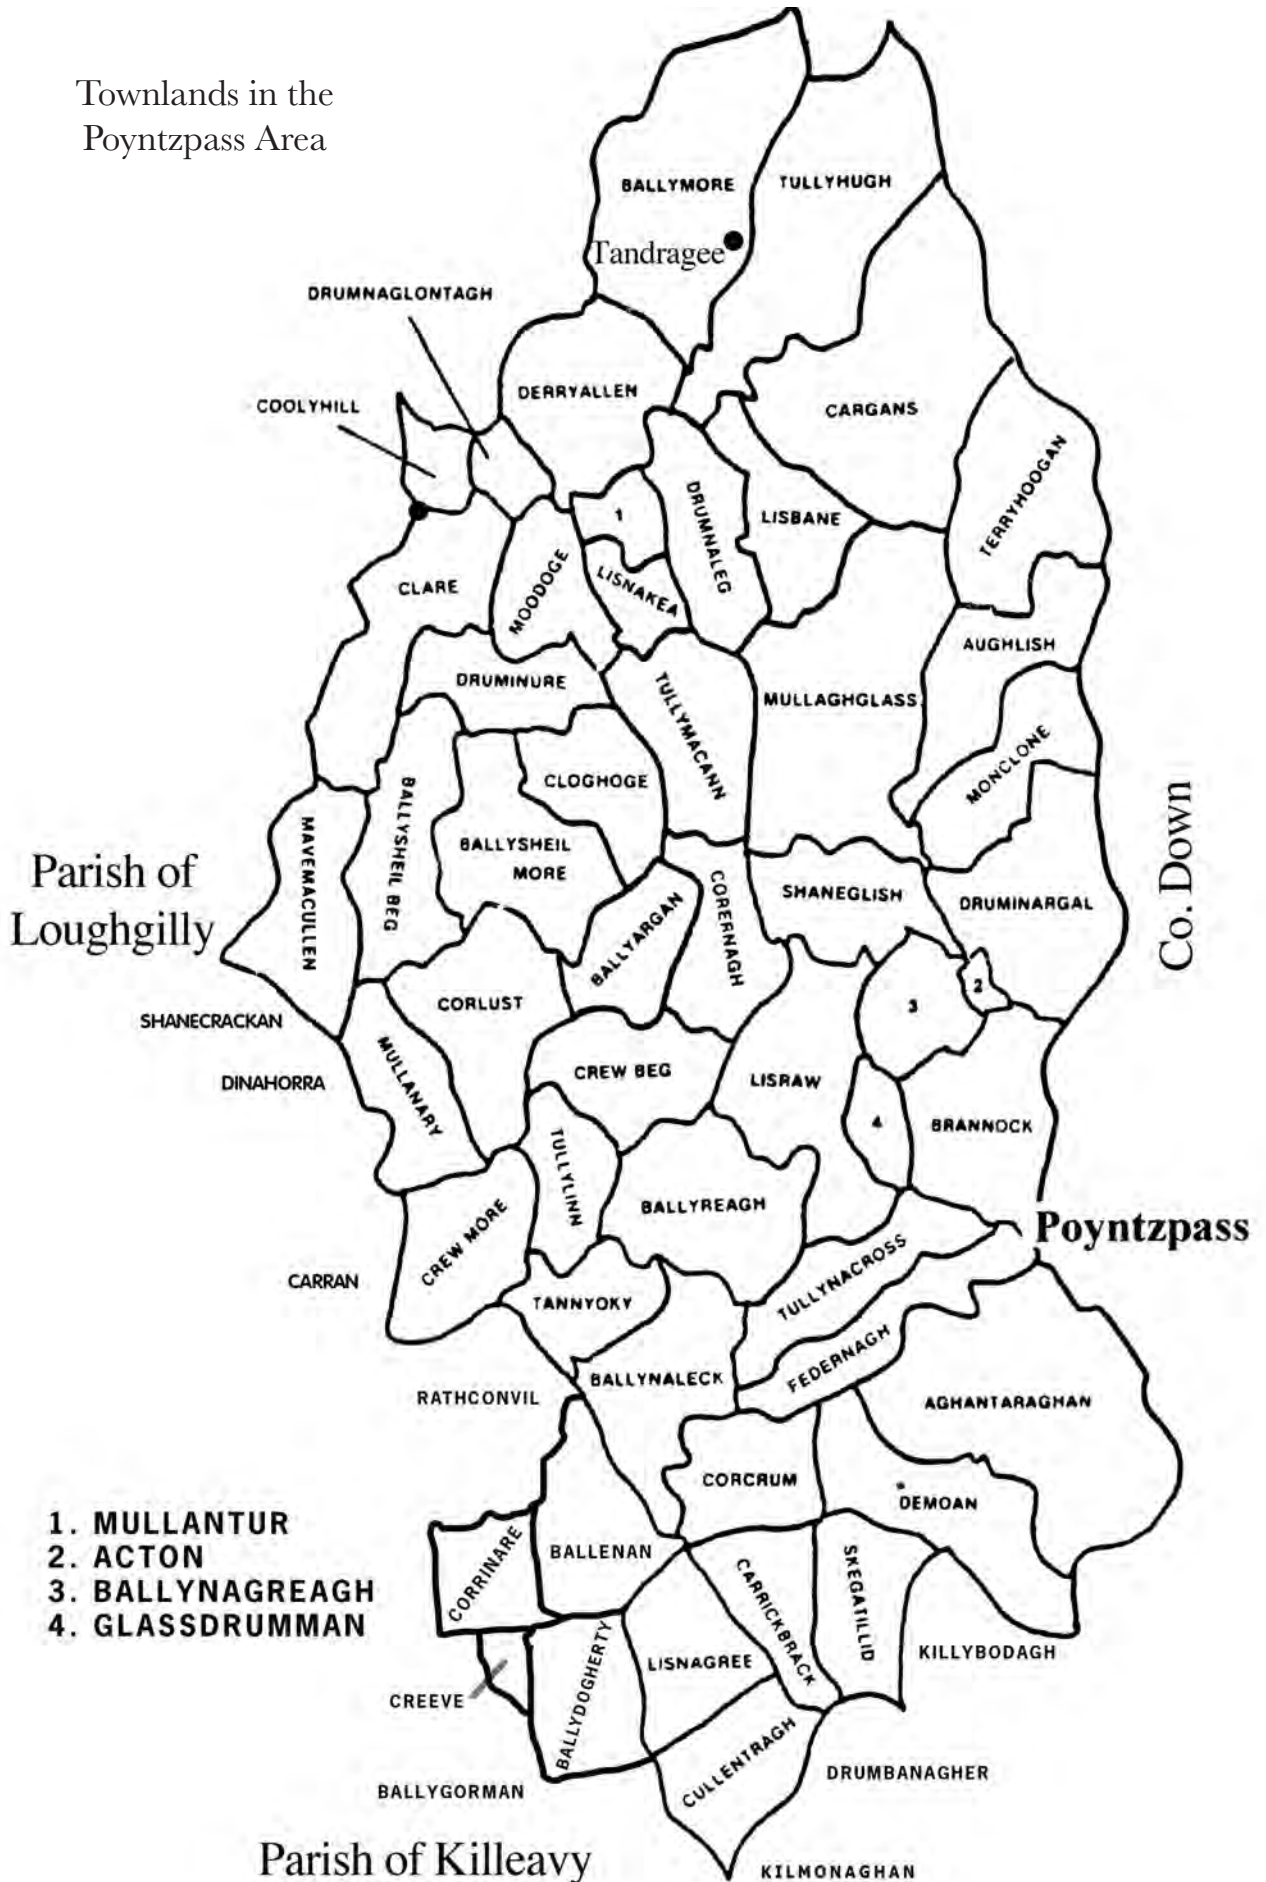 Townlands in the
Poyntzpass Area
BALLYMORE
TULLYHUGH
Tandragee
DRUMNAGLONTAGH
DERRYALLEN
COOLYHILL
CARGANS
TERRYHOOGAN
DRUMNALEG
LISBANE
1
CLARE
MOODOGE
LISNAKEA
AUGHLISH
DRUMINURE
TULLYMACANN
MULLAGHGLASS
MONCLONE
CLOGHOGE
BALLYSHEIL BEG
MAVEMACULLEN
BALLYSHEIL
MORE
Co. Down
Parish of
Loughgilly
SHANEGLISH
DRUMINARGAL
CORERNAGH
BALLYARGAN
CORLUST
2
3
SHANECRACKAN
DINAHORRA
MULLANARY
CREW BEG
LISRAW
4
BRANNOCK
TULLYLINN
BALLYREAGH
Poyntzpass
CREW MORE
TULLYNACROSS
CARRAN
TANNYOKY
FEDERNAGH
BALLYNALECK
RATHCONVIL
AGHANTARAGHAN
CORCRUM
DEMOAN
1. MULLANTUR
2. ACTON
3. BALLYNAGREAGH
4. GLASSDRUMMAN
CORRINARE
BALLENAN
CARRICKBRACK
SKEGATILLID
KILLYBODAGH
LISNAGREE
BALLYDOGHERTY
CREEVE
CULLENTRAGH
DRUMBANAGHER
BALLYGORMAN
Parish of Killeavy
KILMONAGHAN